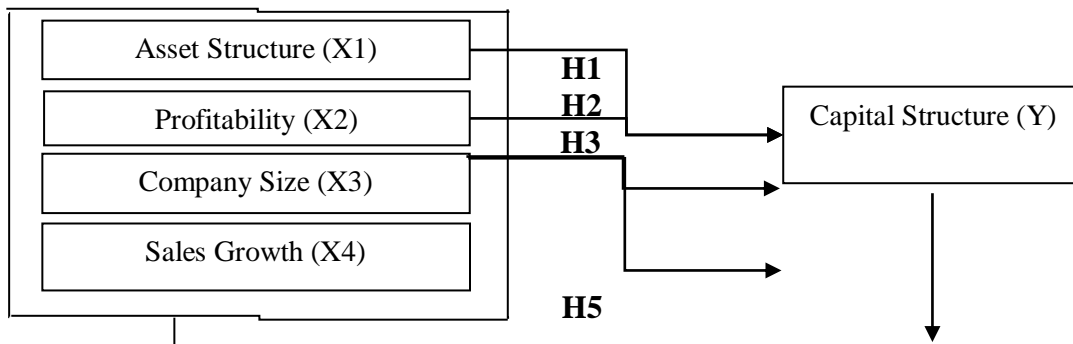 Asset Structure (X1)
H1
H2
Profitability (X2)
Capital Structure (Y)
H3
Company Size (X3)
Sales Growth (X4)
H5